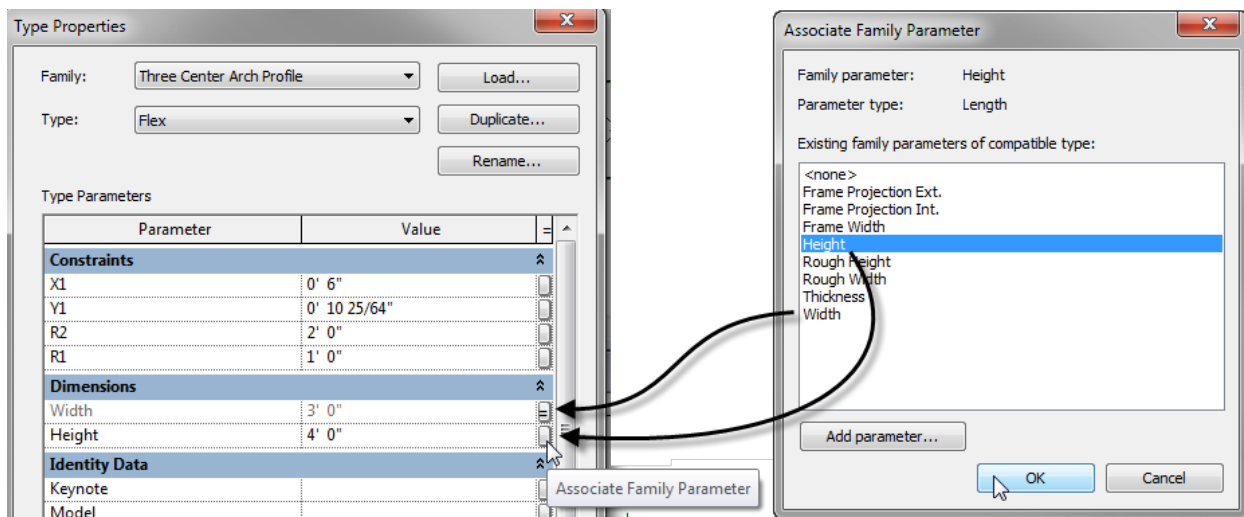 Type Properties
Family: Three Center Arch Profile Load...
Type: Flex Duplicate...
Rename...
Type Parameters
Parameter Value =
Constraints
X1 0' 6"
Y1 0' 10 25/64"
R2 2' 0"
R1 1' 0"
Dimensions
Width 3' 0" =
Height 4' 0"
Identity Data
Keynote
Model
Associate Family Parameter
Associate Family Parameter
Family parameter: Height
Parameter type: Length
Existing family parameters of compatible type:
<none>
Frame Projection Ext.
Frame Projection Int.
Frame Width
Height
Rough Height
Rough Width
Thickness
Width
Add parameter...
OK Cancel